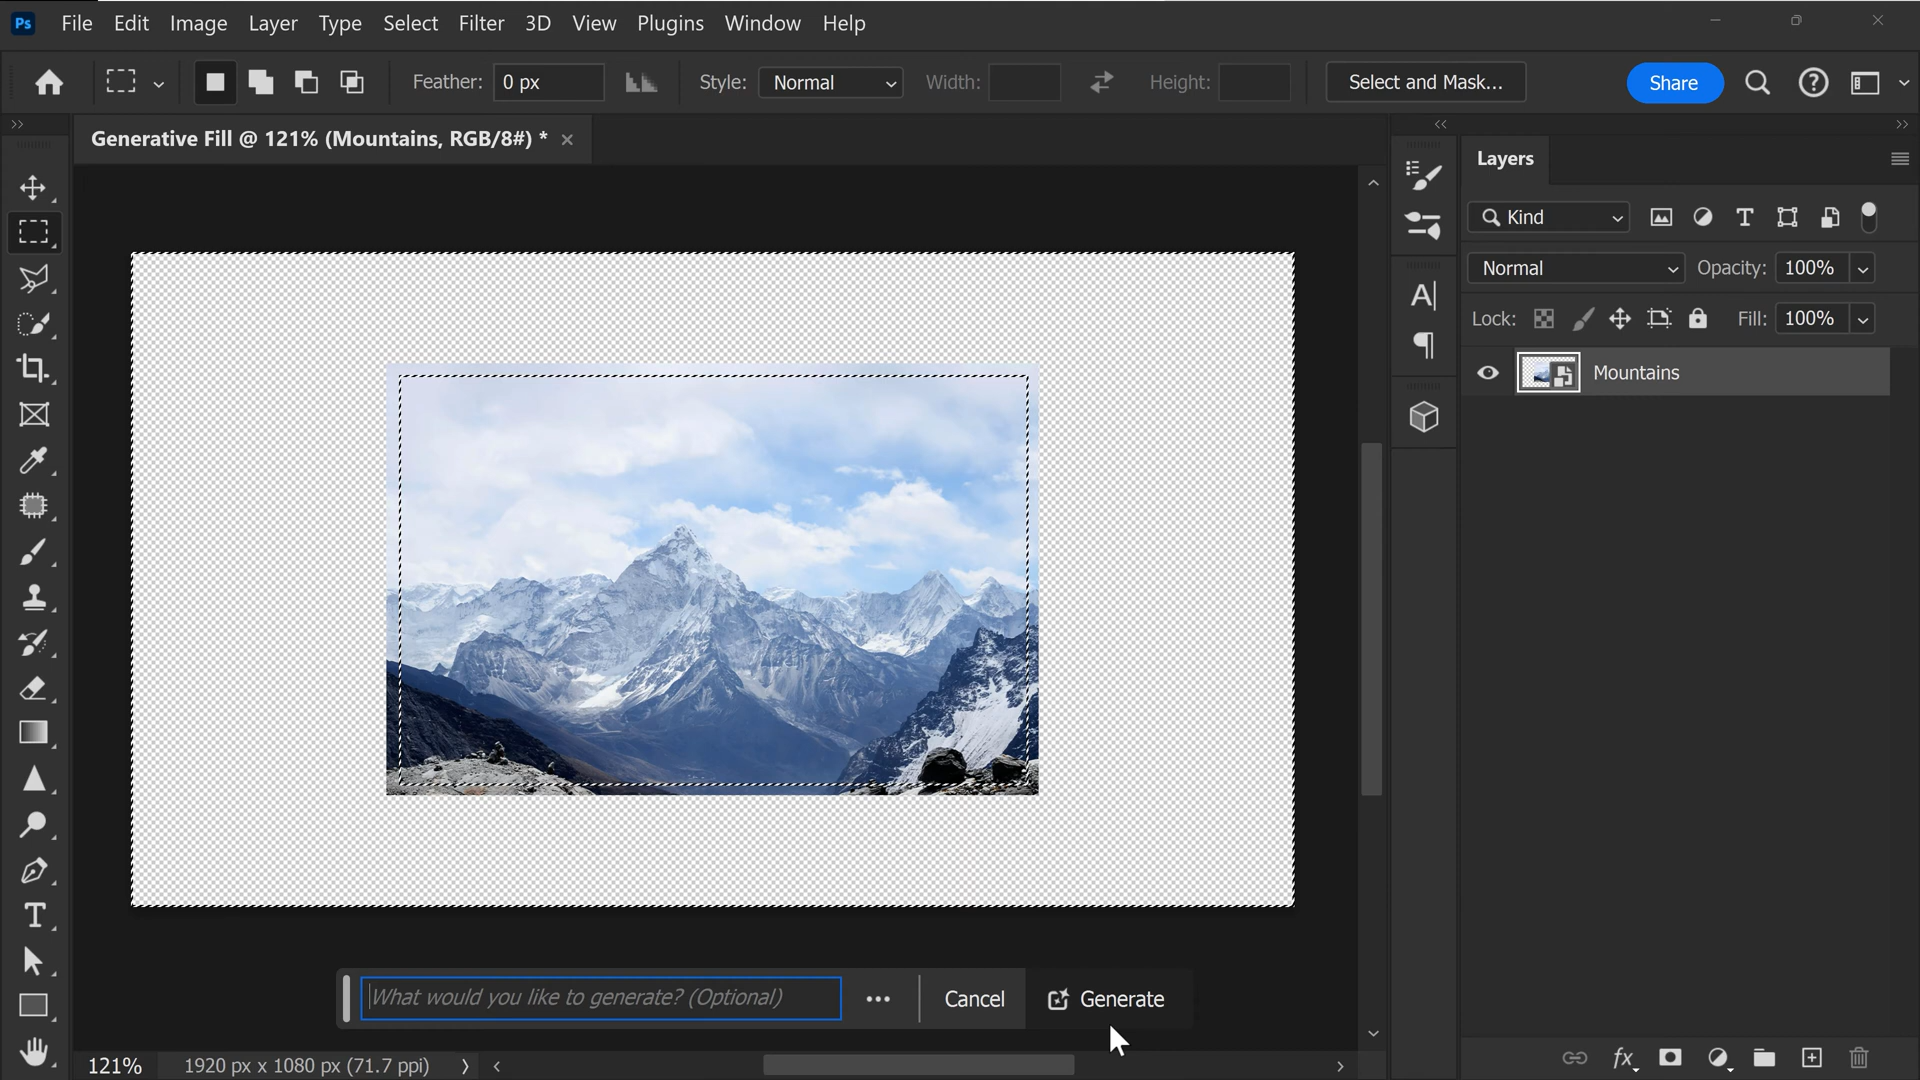 Ps File Edit Image Layer Type Select Filter 3D View Plugins Window Help
Feather: 0 px Style: Normal Width: Height: Select and Mask... Share
Generative Fill @ 121% (Mountains, RGB/8#) *
Layers
Kind
Normal Opacity: 100%
Lock: Fill: 100%
Mountains
What would you like to generate? (Optional) Cancel Generate
121% 1920 px x 1080 px (71.7 ppi)